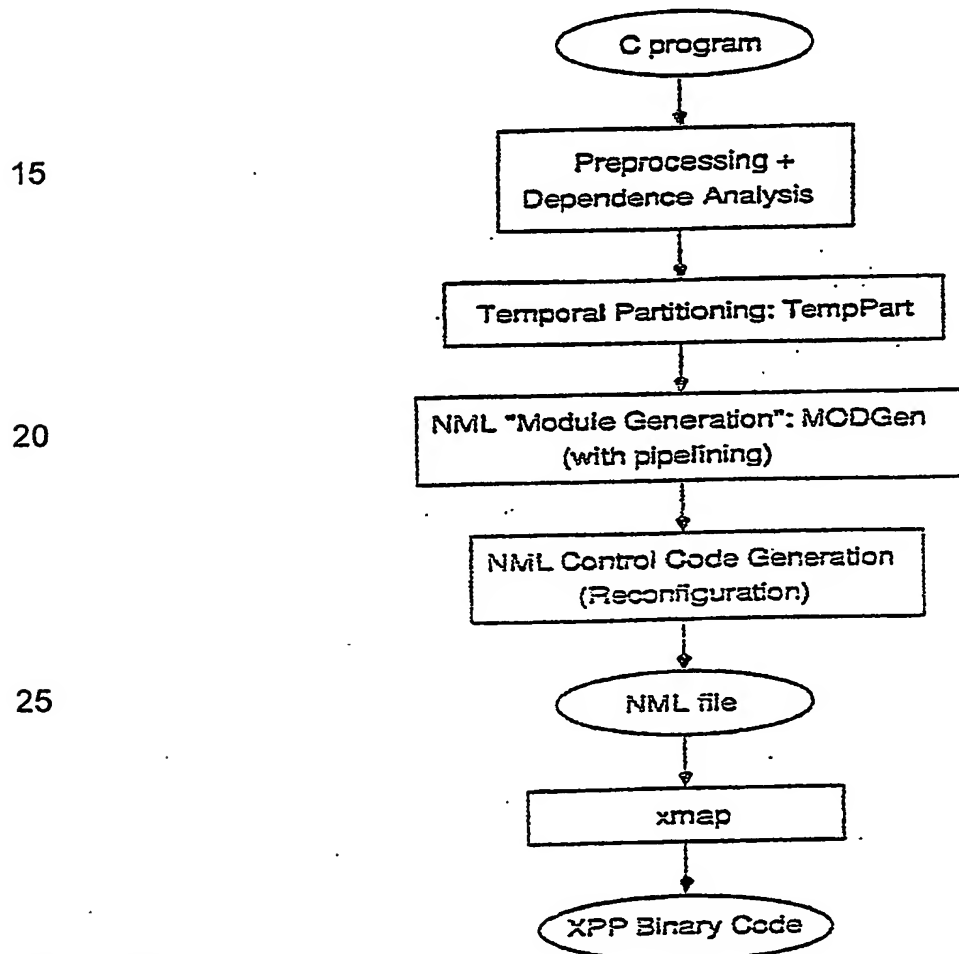 C program
15
Preprocessing +
Dependence Analysis
Temporal Partitioning: TempPart
20
NML "Module Generation": MODGen
(with pipelining)
NML Control Code Generation
(Reconfiguration)
25
NML file
xmap
XPP Binary Code